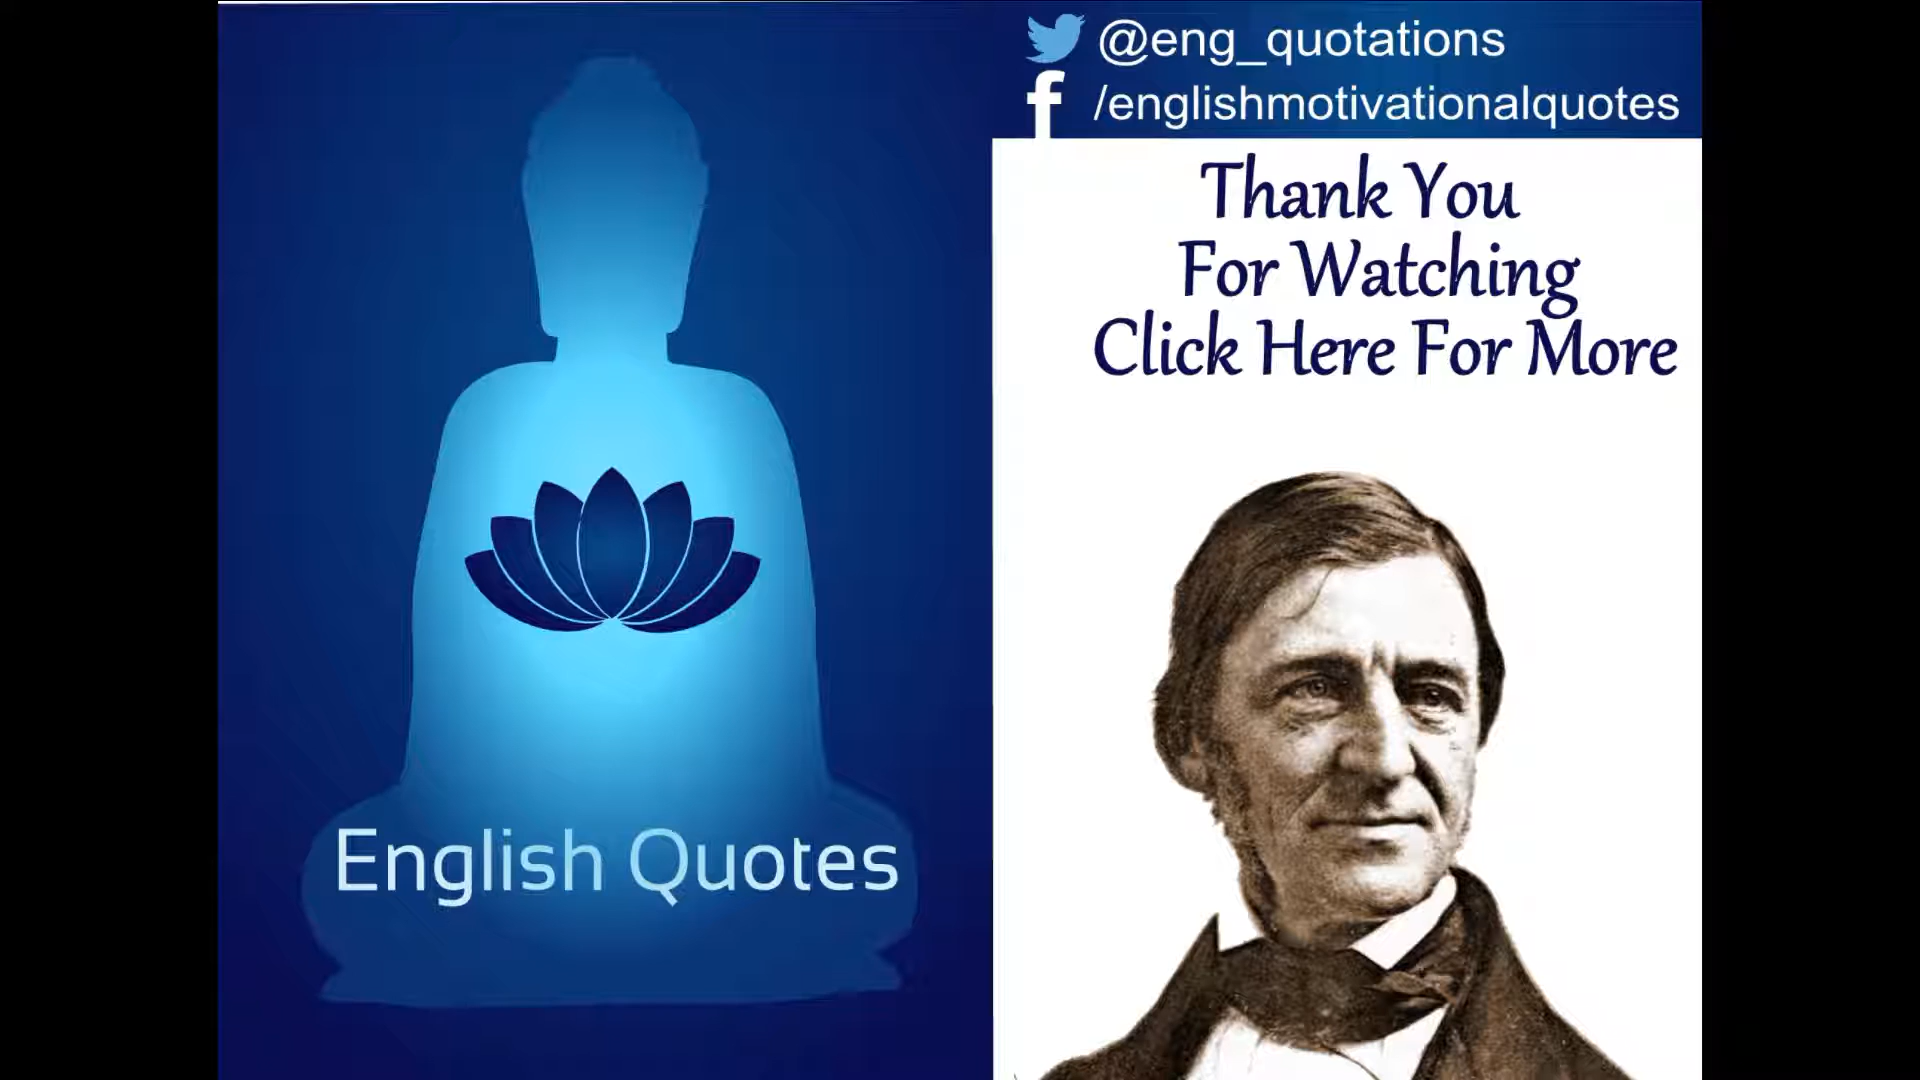 @eng_quotations
/englishmotivationalquotes
Thank You
For Watching
Click Here For More
English Quotes